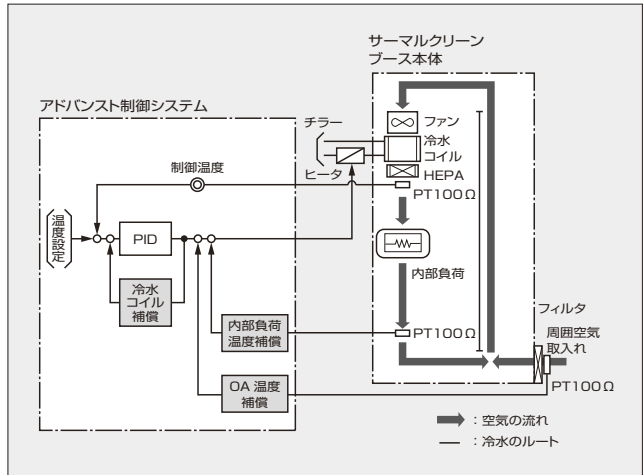 サーマルクリーン
ブース本体
アドバンスト制御システム
チラー
ファン
冷水
コイル
制御温度
ヒータ
HEPA
PT100Ω
温度設定
PID
内部負荷
冷水
コイル
補償
内部負荷
温度補償
PT100Ω
フィルタ
周囲空気
取入れ
PT100Ω
OA 温度
補償
：空気の流れ
：冷水のルート